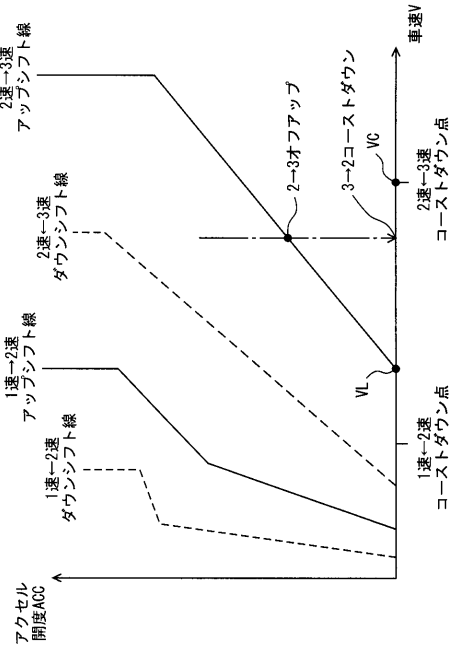 アクセル
開度ACC
1速←2速
ダウンシフト線
1速→2速
アップシフト線
2速←3速
ダウンシフト線
2速→3速
アップシフト線
2→3オフアップ
3→2コーストダウン
VL
VC
車速V
1速←2速
コーストダウン点
2速←3速
コーストダウン点